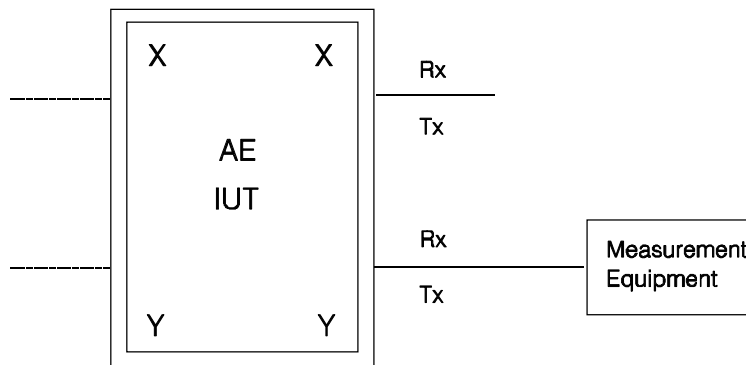 X X
Rx
Tx
AE
IUT
Rx
Tx
Measurement
Equipment
Y Y